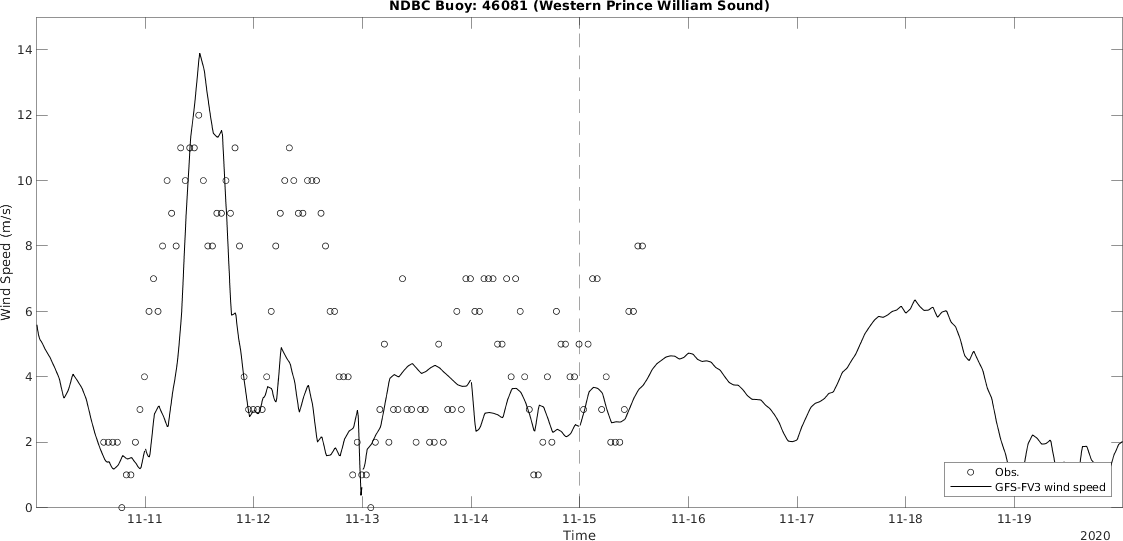 NDBC Buoy: 46081 (Western Prince William Sound)
Wind Speed (m/s)
14
12
10
8
6
4
2
0
Obs.
GFS-FV3 wind speed
11-11 11-12 11-13 11-14 11-15 11-16 11-17 11-18 11-19
Time
2020